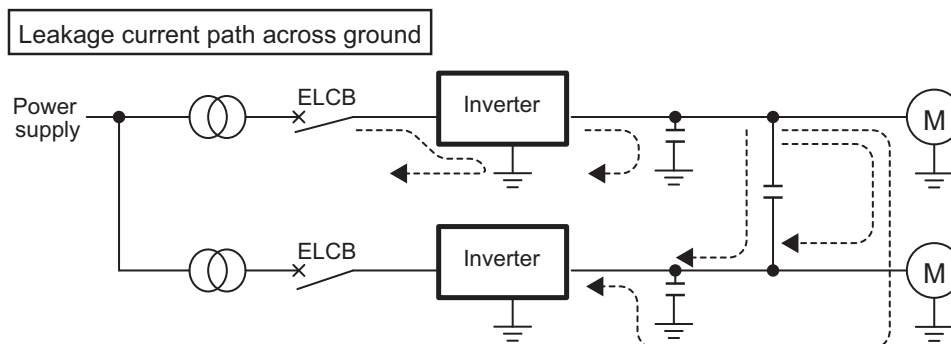 Leakage current path across ground
Power
supply
ELCB
Inverter
M
ELCB
Inverter
M